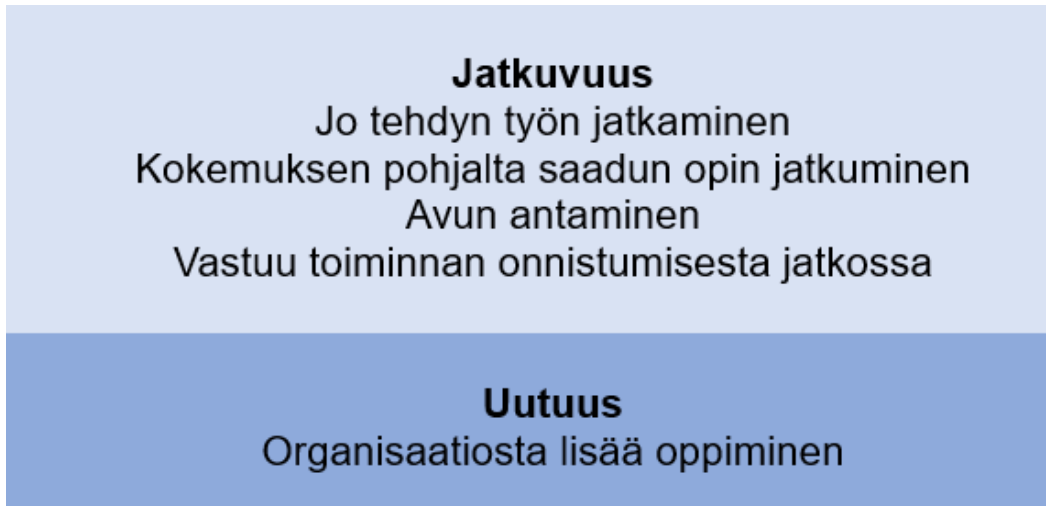 Jatkuvuus
Jo tehdyn työn jatkaminen
Kokemuksen pohjalta saadun opin jatkuminen
Avun antaminen
Vastuu toiminnan onnistumisesta jatkossa
Uutuus
Organisaatiosta lisää oppiminen